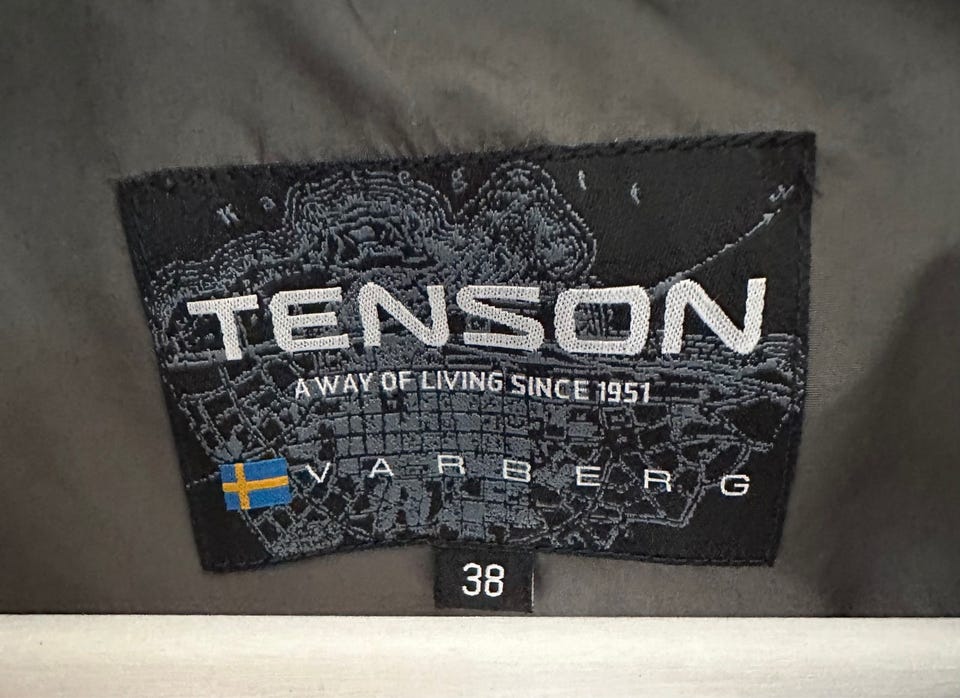 TENSON
A WAY OF LIVING SINCE 1951
VARBERG
38